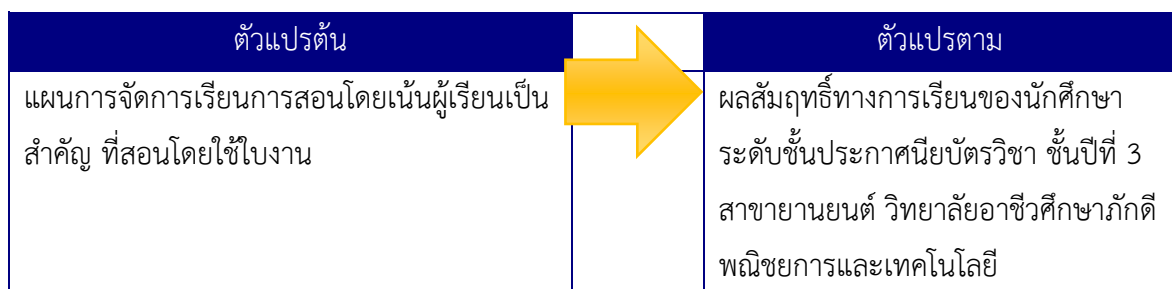 ตัวแปรต้น
ตัวแปรตาม
แผนการจัดการเรียนการสอนโดยเน้นผู้เรียนเป็น
สำคัญ ที่สอนโดยใช้ใบงาน
ผลสัมฤทธิ์ทางการเรียนของนักศึกษา
ระดับชั้นประกาศนียบัตรวิชา ชั้นปีที่ 3
สาขายานยนต์ วิทยาลัยอาชีวศึกษาภักดี
พณิชยการและเทคโนโลยี